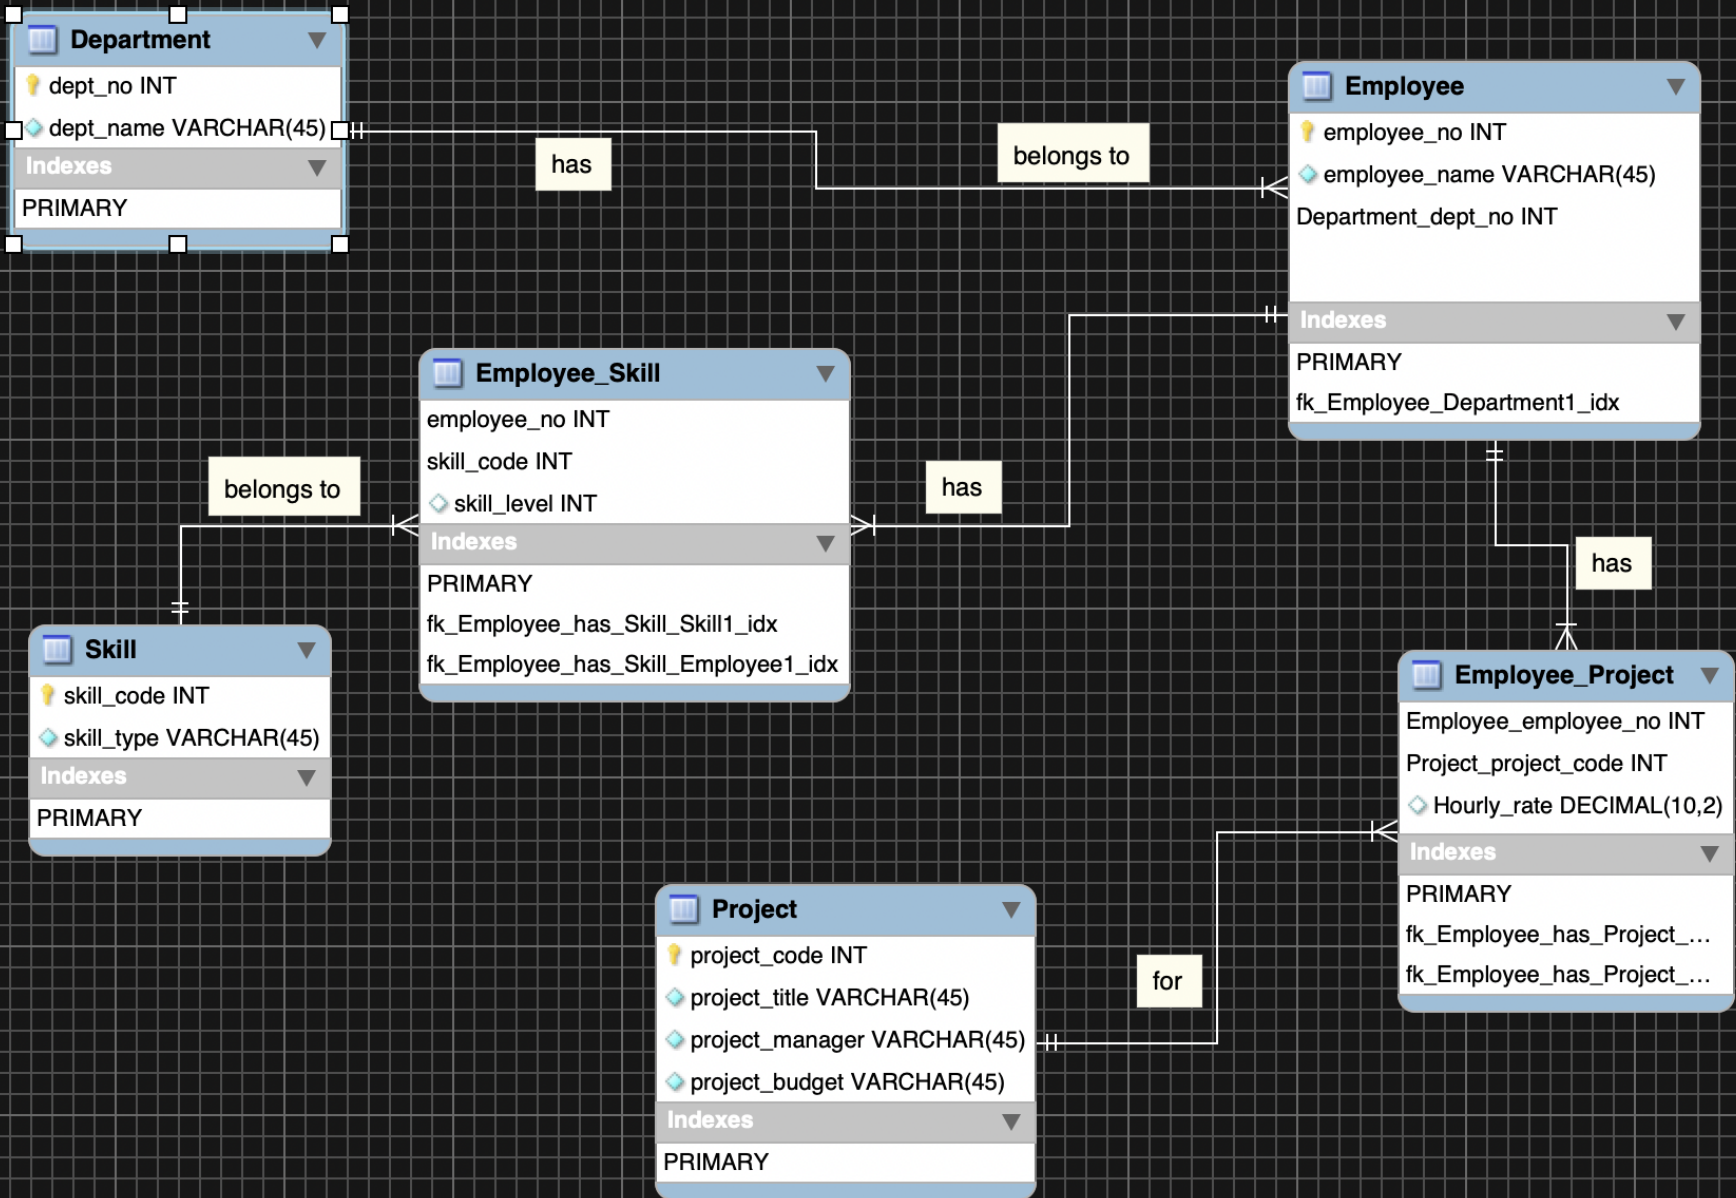 Department
dept_no INT
dept_name VARCHAR(45)
Indexes
PRIMARY
has
belongs to
Employee
employee_no INT
employee_name VARCHAR(45)
Department_dept_no INT
Indexes
PRIMARY
fk_Employee_Department1_idx
Employee_Skill
employee_no INT
skill_code INT
skill_level INT
Indexes
PRIMARY
fk_Employee_has_Skill_Skill1_idx
fk_Employee_has_Skill_Employee1_idx
belongs to
has
has
Skill
skill_code INT
skill_type VARCHAR(45)
Indexes
PRIMARY
Employee_Project
Employee_employee_no INT
Project_project_code INT
Hourly_rate DECIMAL(10,2)
Indexes
PRIMARY
fk_Employee_has_Project_...
fk_Employee_has_Project_...
Project
project_code INT
project_title VARCHAR(45)
project_manager VARCHAR(45)
project_budget VARCHAR(45)
Indexes
PRIMARY
for